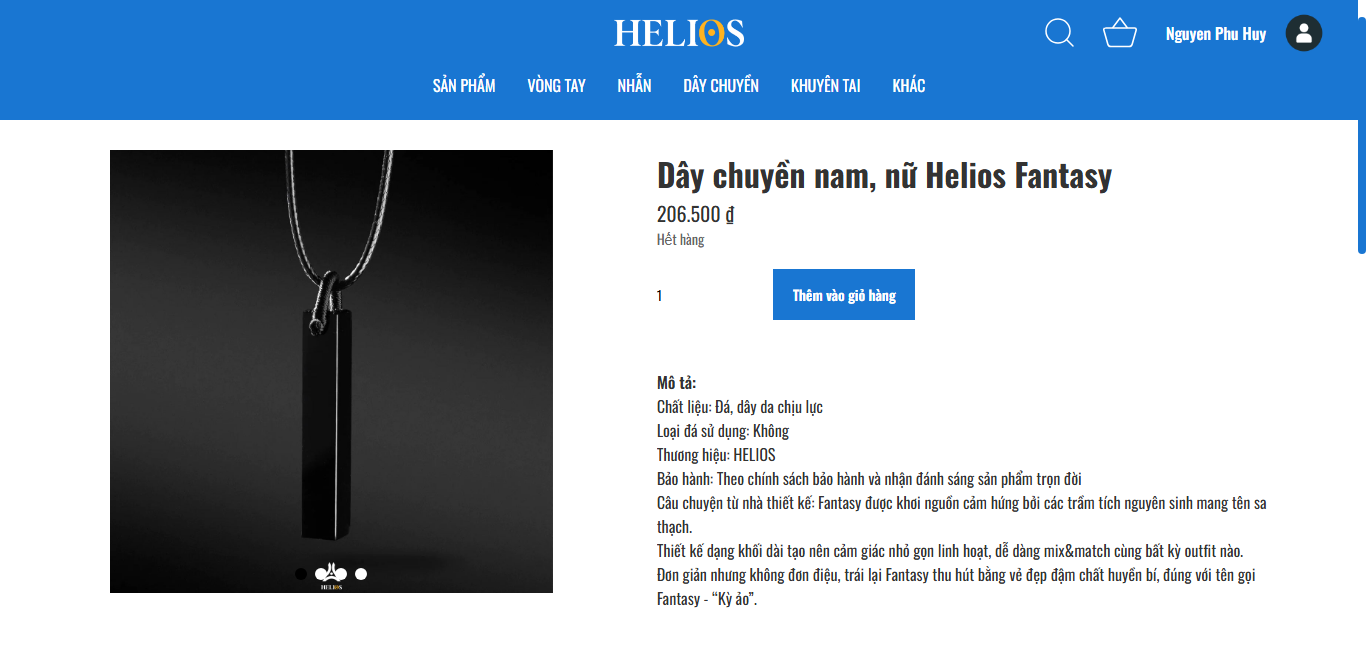 HELIOS
Nguyen Phu Huy
SẢN PHẨM
VÒNG TAY
NHẪN
DÂY CHUYỀN
KHUYÊN TAI
KHÁC
Dây chuyền nam, nữ Helios Fantasy
206.500 ₫
Hết hàng
1
Thêm vào giỏ hàng
Mô tả:
Chất liệu: Đá, dây da chịu lực
Loại đá sử dụng: Không
Thương hiệu: HELIOS
Bảo hành: Theo chính sách bảo hành và nhận đánh sáng sản phẩm trọn đời
Câu chuyện từ nhà thiết kế: Fantasy được khơi nguồn cảm hứng bởi các trầm tích nguyên sinh mang tên sa
thạch.
Thiết kế dạng khối dài tạo nên cảm giác nhỏ gọn linh hoạt, dễ dàng mix&match cùng bất kỳ outfit nào.
Đơn giản nhưng không đơn điệu, trái lại Fantasy thu hút bằng vẻ đẹp đậm chất huyền bí, đúng với tên gọi
Fantasy - “Kỳ ảo”.
HELIOS